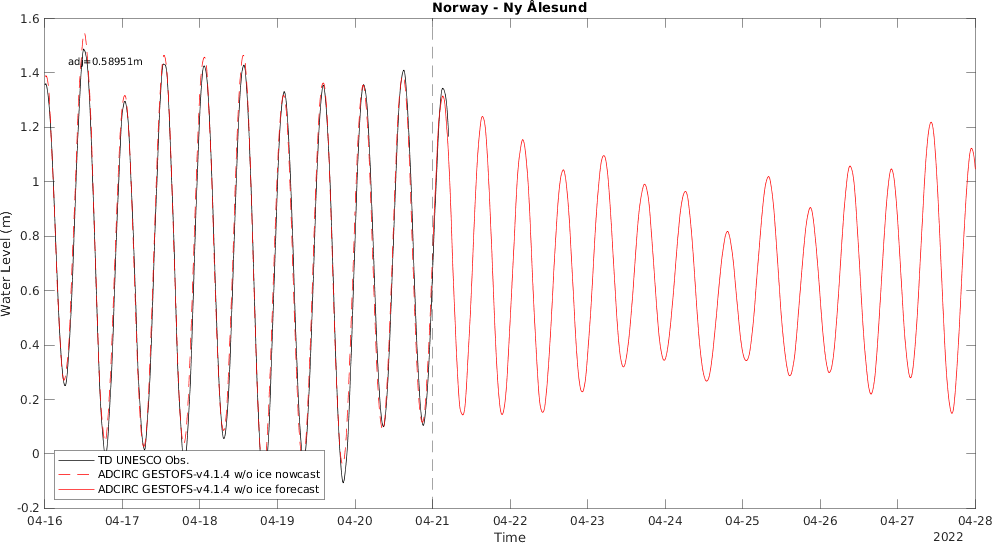 Norway - Ny Ålesund
1.6
1.4
1.2
1
0.8
0.6
0.4
0.2
0
-0.2
Water Level (m)
adj=0.58951m
TD UNESCO Obs.
ADCIRC GESTOFS-v4.1.4 w/o ice nowcast
ADCIRC GESTOFS-v4.1.4 w/o ice forecast
04-16 04-17 04-18 04-19 04-20 04-21 04-22 04-23 04-24 04-25 04-26 04-27 04-28
Time
2022